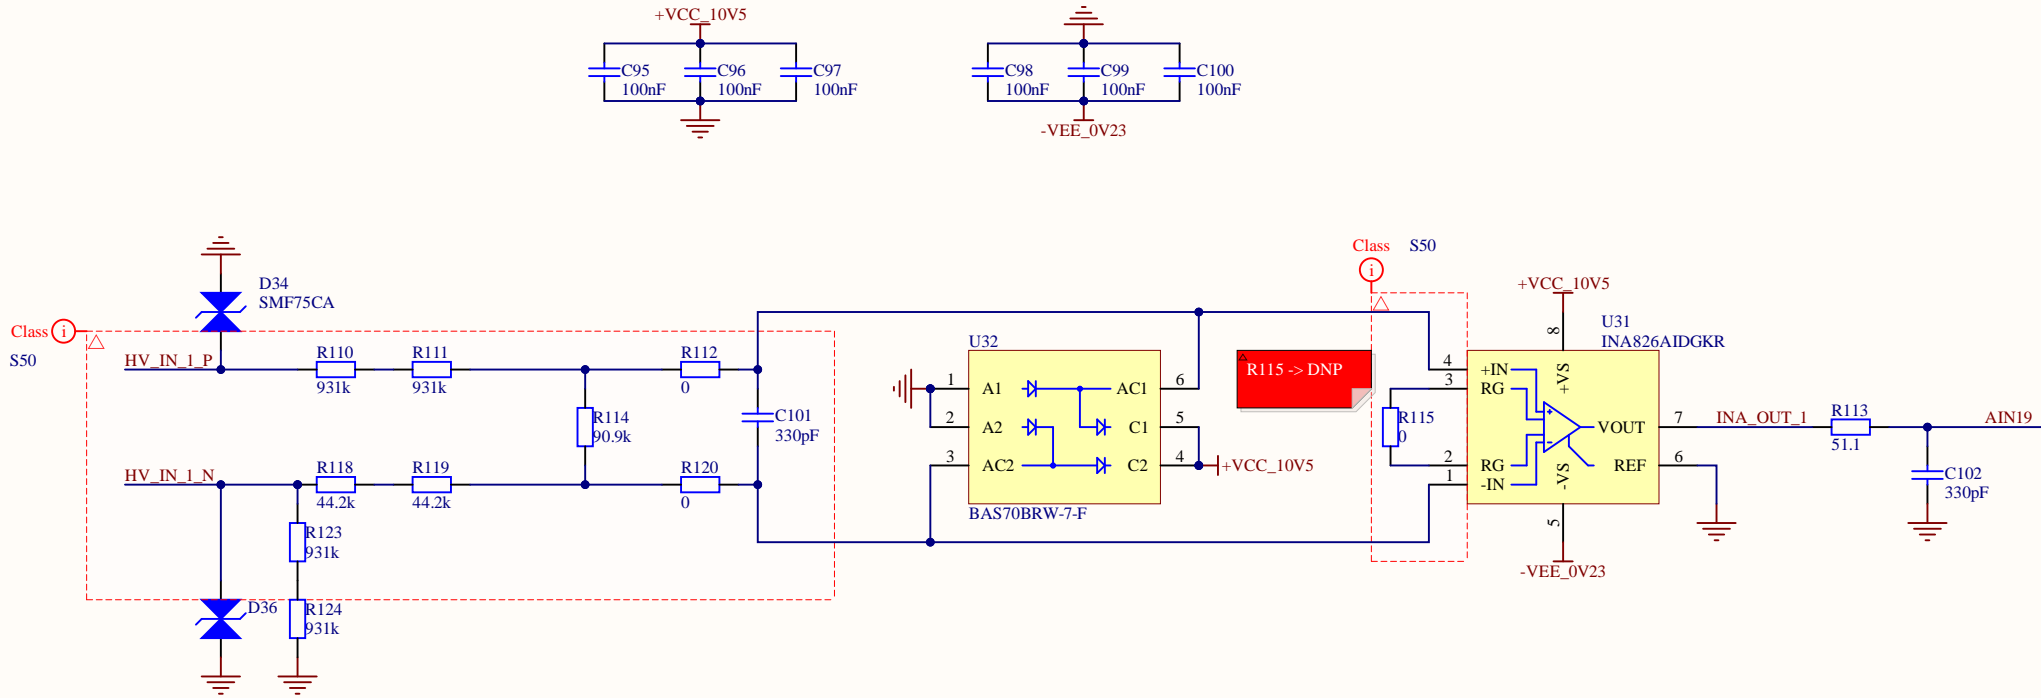 +VCC_10V5
C95
100nF
C96
100nF
C97
100nF
C98
100nF
C99
100nF
C100
100nF
-VEE_0V23
Class i
S50
D34
SMF75CA
HV_IN_1_P
R110
931k
R111
931k
R112
0
R114
90.9k
C101
330pF
HV_IN_1_N
R118
44.2k
R119
44.2k
R120
0
R123
931k
R124
931k
D36
U32
1 A1 AC1 6
2 A2 C1 5
3 AC2 C2 4
+VCC_10V5
BAS70BRW-7-F
R115 -> DNP
Class S50
i
R115
0
+VCC_10V5
8
U31
INA826AIDGKR
4 +IN +VS
3 RG
VOUT 7
2 RG REF 6
1 -IN -VS
5
-VEE_0V23
INA_OUT_1
R113
51.1
AIN19
C102
330pF